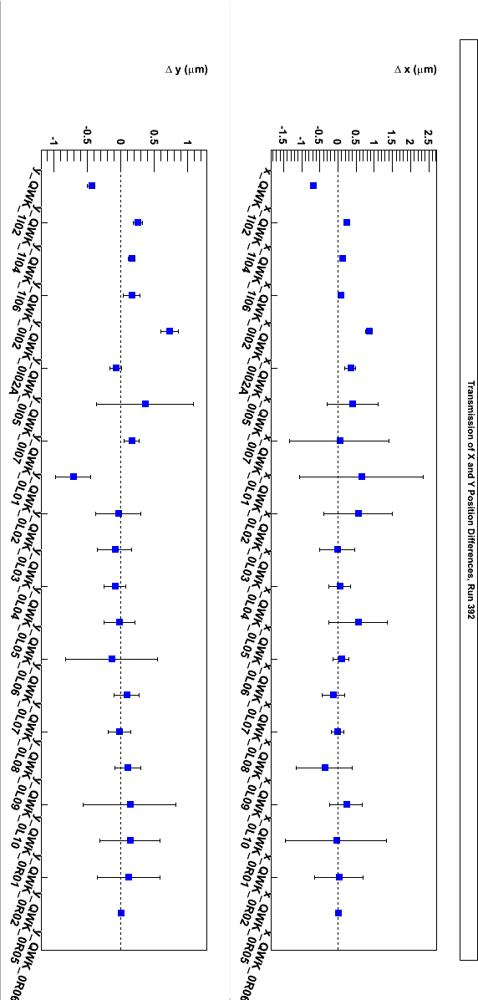 Transmission of X and Y Position Differences, Run 392
Δ x (μm)
2.5
2
1.5
1
0.5
0
-0.5
-1
-1.5
x_QWK_1I02
x_QWK_1I04
x_QWK_1I06
x_QWK_0I02
x_QWK_0I02A
x_QWK_0I05
x_QWK_0I07
x_QWK_0L01
x_QWK_0L02
x_QWK_0L03
x_QWK_0L04
x_QWK_0L05
x_QWK_0L06
x_QWK_0L07
x_QWK_0L08
x_QWK_0L09
x_QWK_0L10
x_QWK_0R01
x_QWK_0R02
x_QWK_0R05
x_QWK_0R06
Δ y (μm)
1
0.5
0
-0.5
-1
y_QWK_1I02
y_QWK_1I04
y_QWK_1I06
y_QWK_0I02
y_QWK_0I02A
y_QWK_0I05
y_QWK_0I07
y_QWK_0L01
y_QWK_0L02
y_QWK_0L03
y_QWK_0L04
y_QWK_0L05
y_QWK_0L06
y_QWK_0L07
y_QWK_0L08
y_QWK_0L09
y_QWK_0L10
y_QWK_0R01
y_QWK_0R02
y_QWK_0R05
y_QWK_0R06